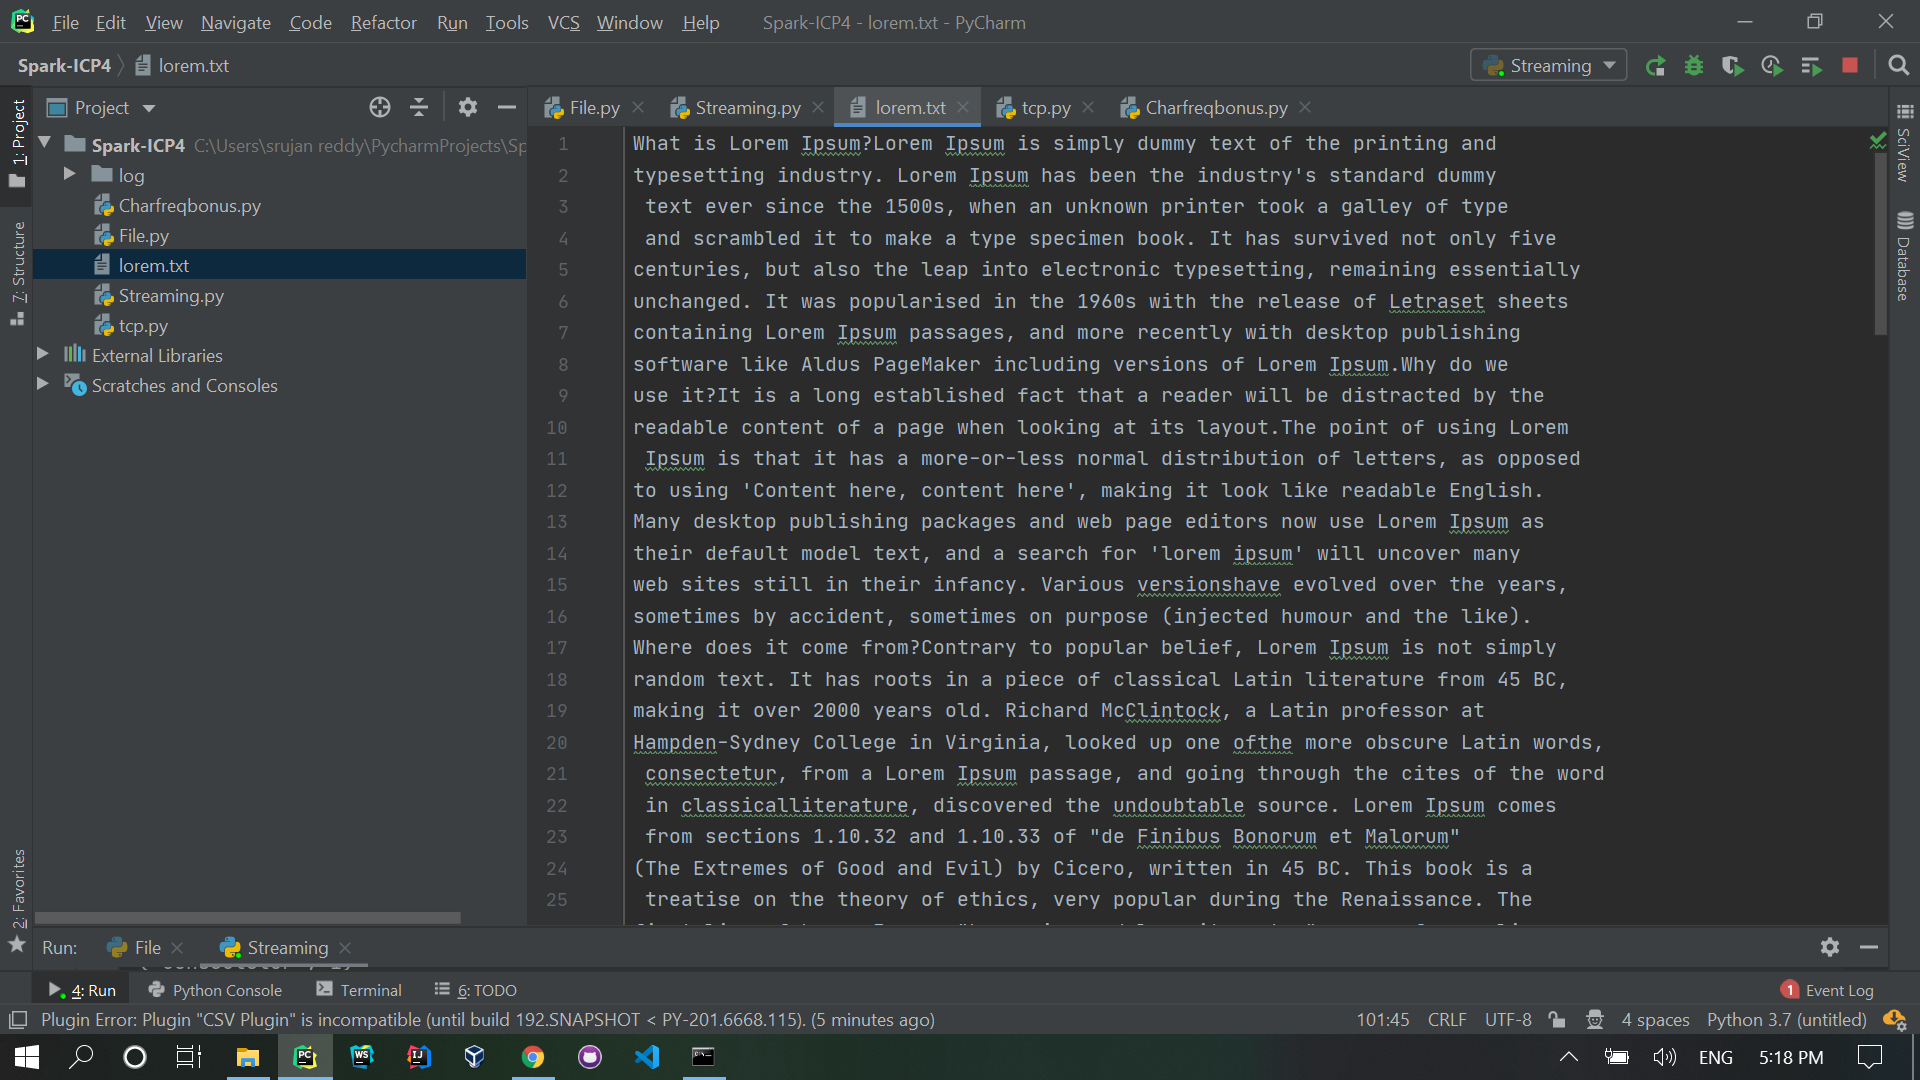 File Edit View Navigate Code Refactor Run Tools VCS Window Help Spark-ICP4 - lorem.txt - PyCharm
Spark-ICP4 lorem.txt Streaming
Project File.py Streaming.py lorem.txt tcp.py Charfreqbonus.py
1: Project
7: Structure
2: Favorites
Spark-ICP4 C:\Users\srujan reddy\PycharmProjects\Sp
log
Charfreqbonus.py
File.py
lorem.txt
Streaming.py
tcp.py
External Libraries
Scratches and Consoles
1 What is Lorem Ipsum?Lorem Ipsum is simply dummy text of the printing and
2 typesetting industry. Lorem Ipsum has been the industry's standard dummy
3 text ever since the 1500s, when an unknown printer took a galley of type
4 and scrambled it to make a type specimen book. It has survived not only five
5 centuries, but also the leap into electronic typesetting, remaining essentially
6 unchanged. It was popularised in the 1960s with the release of Letraset sheets
7 containing Lorem Ipsum passages, and more recently with desktop publishing
8 software like Aldus PageMaker including versions of Lorem Ipsum.Why do we
9 use it?It is a long established fact that a reader will be distracted by the
10 readable content of a page when looking at its layout.The point of using Lorem
11 Ipsum is that it has a more-or-less normal distribution of letters, as opposed
12 to using 'Content here, content here', making it look like readable English.
13 Many desktop publishing packages and web page editors now use Lorem Ipsum as
14 their default model text, and a search for 'lorem ipsum' will uncover many
15 web sites still in their infancy. Various versionshave evolved over the years,
16 sometimes by accident, sometimes on purpose (injected humour and the like).
17 Where does it come from?Contrary to popular belief, Lorem Ipsum is not simply
18 random text. It has roots in a piece of classical Latin literature from 45 BC,
19 making it over 2000 years old. Richard McClintock, a Latin professor at
20 Hampden-Sydney College in Virginia, looked up one ofthe more obscure Latin words,
21 consectetur, from a Lorem Ipsum passage, and going through the cites of the word
22 in classicalliterature, discovered the undoubtable source. Lorem Ipsum comes
23 from sections 1.10.32 and 1.10.33 of "de Finibus Bonorum et Malorum"
24 (The Extremes of Good and Evil) by Cicero, written in 45 BC. This book is a
25 treatise on the theory of ethics, very popular during the Renaissance. The
SciView
Database
Run: File Streaming
4: Run Python Console Terminal 6: TODO 1 Event Log
Plugin Error: Plugin "CSV Plugin" is incompatible (until build 192.SNAPSHOT < PY-201.6668.115). (5 minutes ago) 101:45 CRLF UTF-8 4 spaces Python 3.7 (untitled)
ENG 5:18 PM